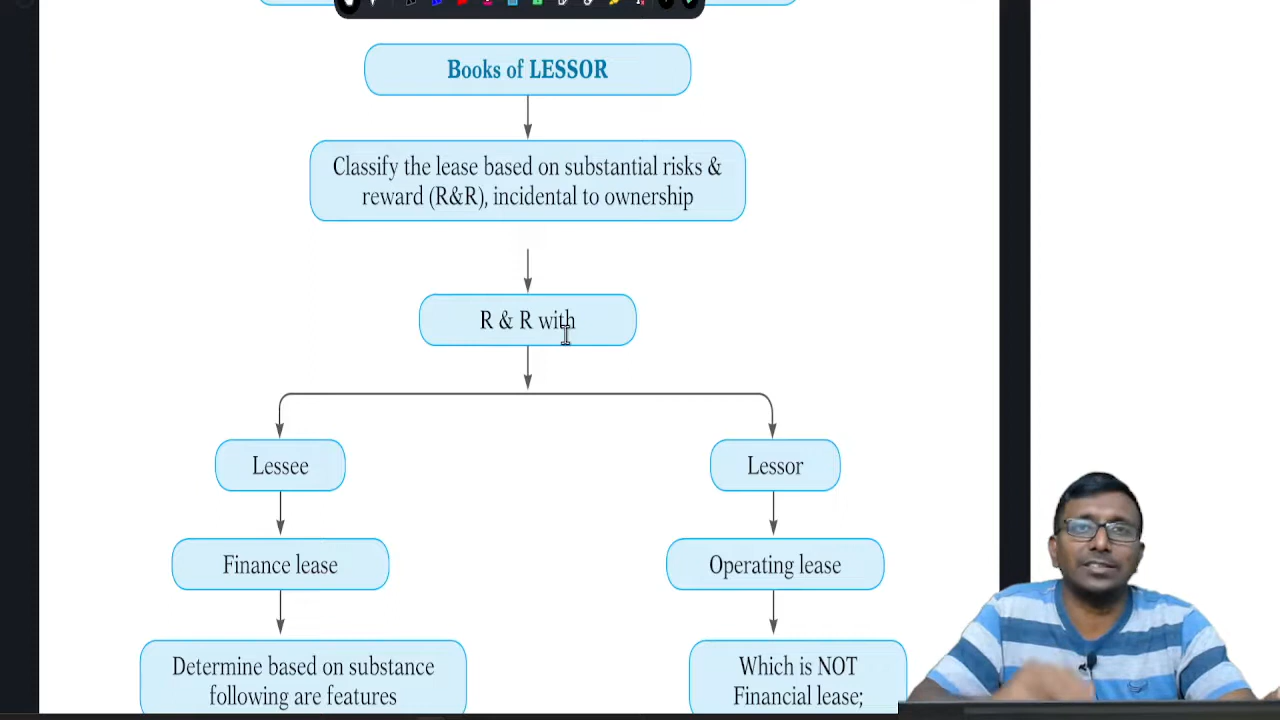 Books of LESSOR
Classify the lease based on substantial risks &
reward (R&R), incidental to ownership
R & R with
Lessee
Lessor
Finance lease
Operating lease
Determine based on substance
following are features
Which is NOT
Financial lease;